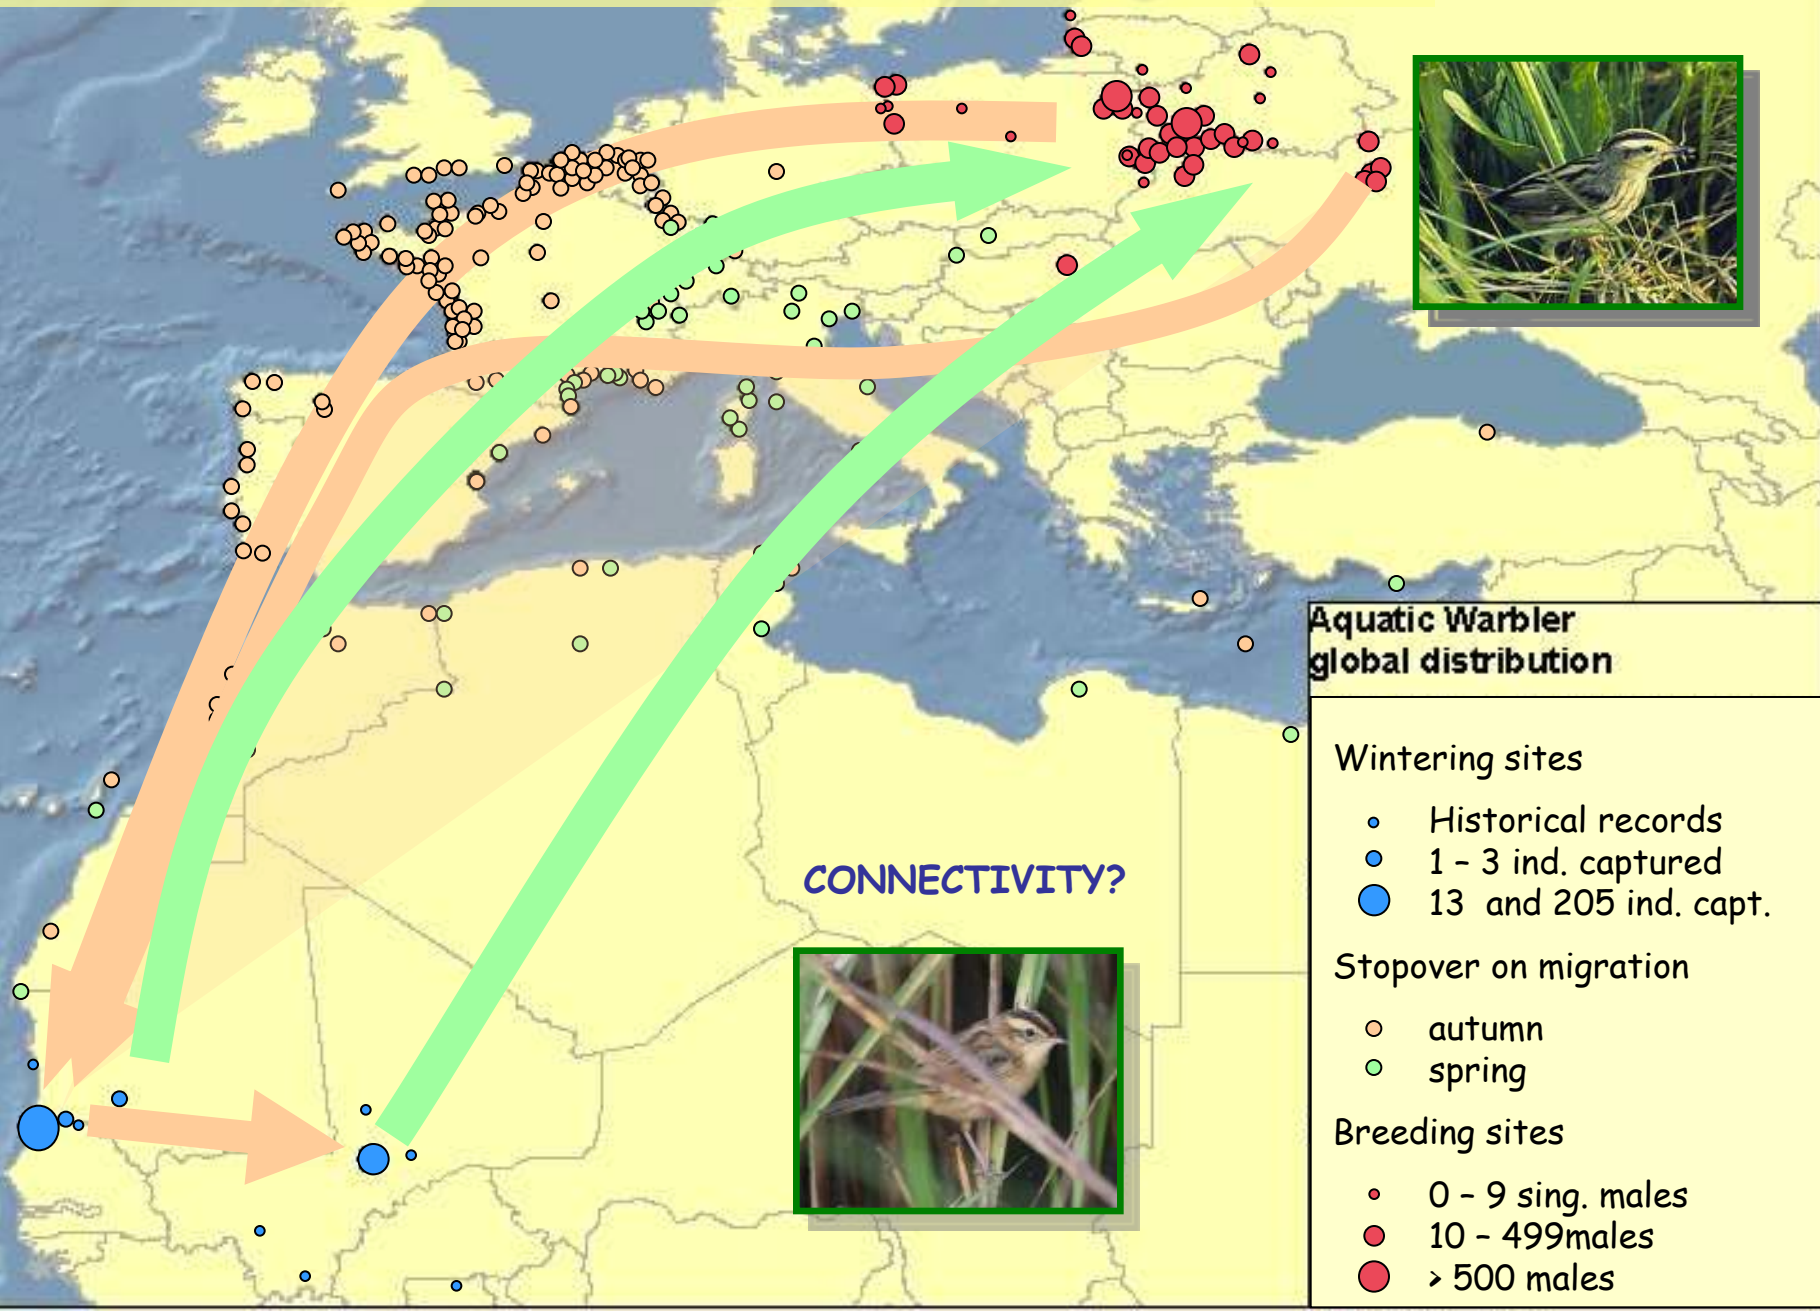 Aquatic Warbler
global distribution
Wintering sites
Historical records
1 – 3 ind. captured
13 and 205 ind. capt.
Stopover on migration
autumn
spring
Breeding sites
0 – 9 sing. males
10 – 499males
> 500 males
CONNECTIVITY?